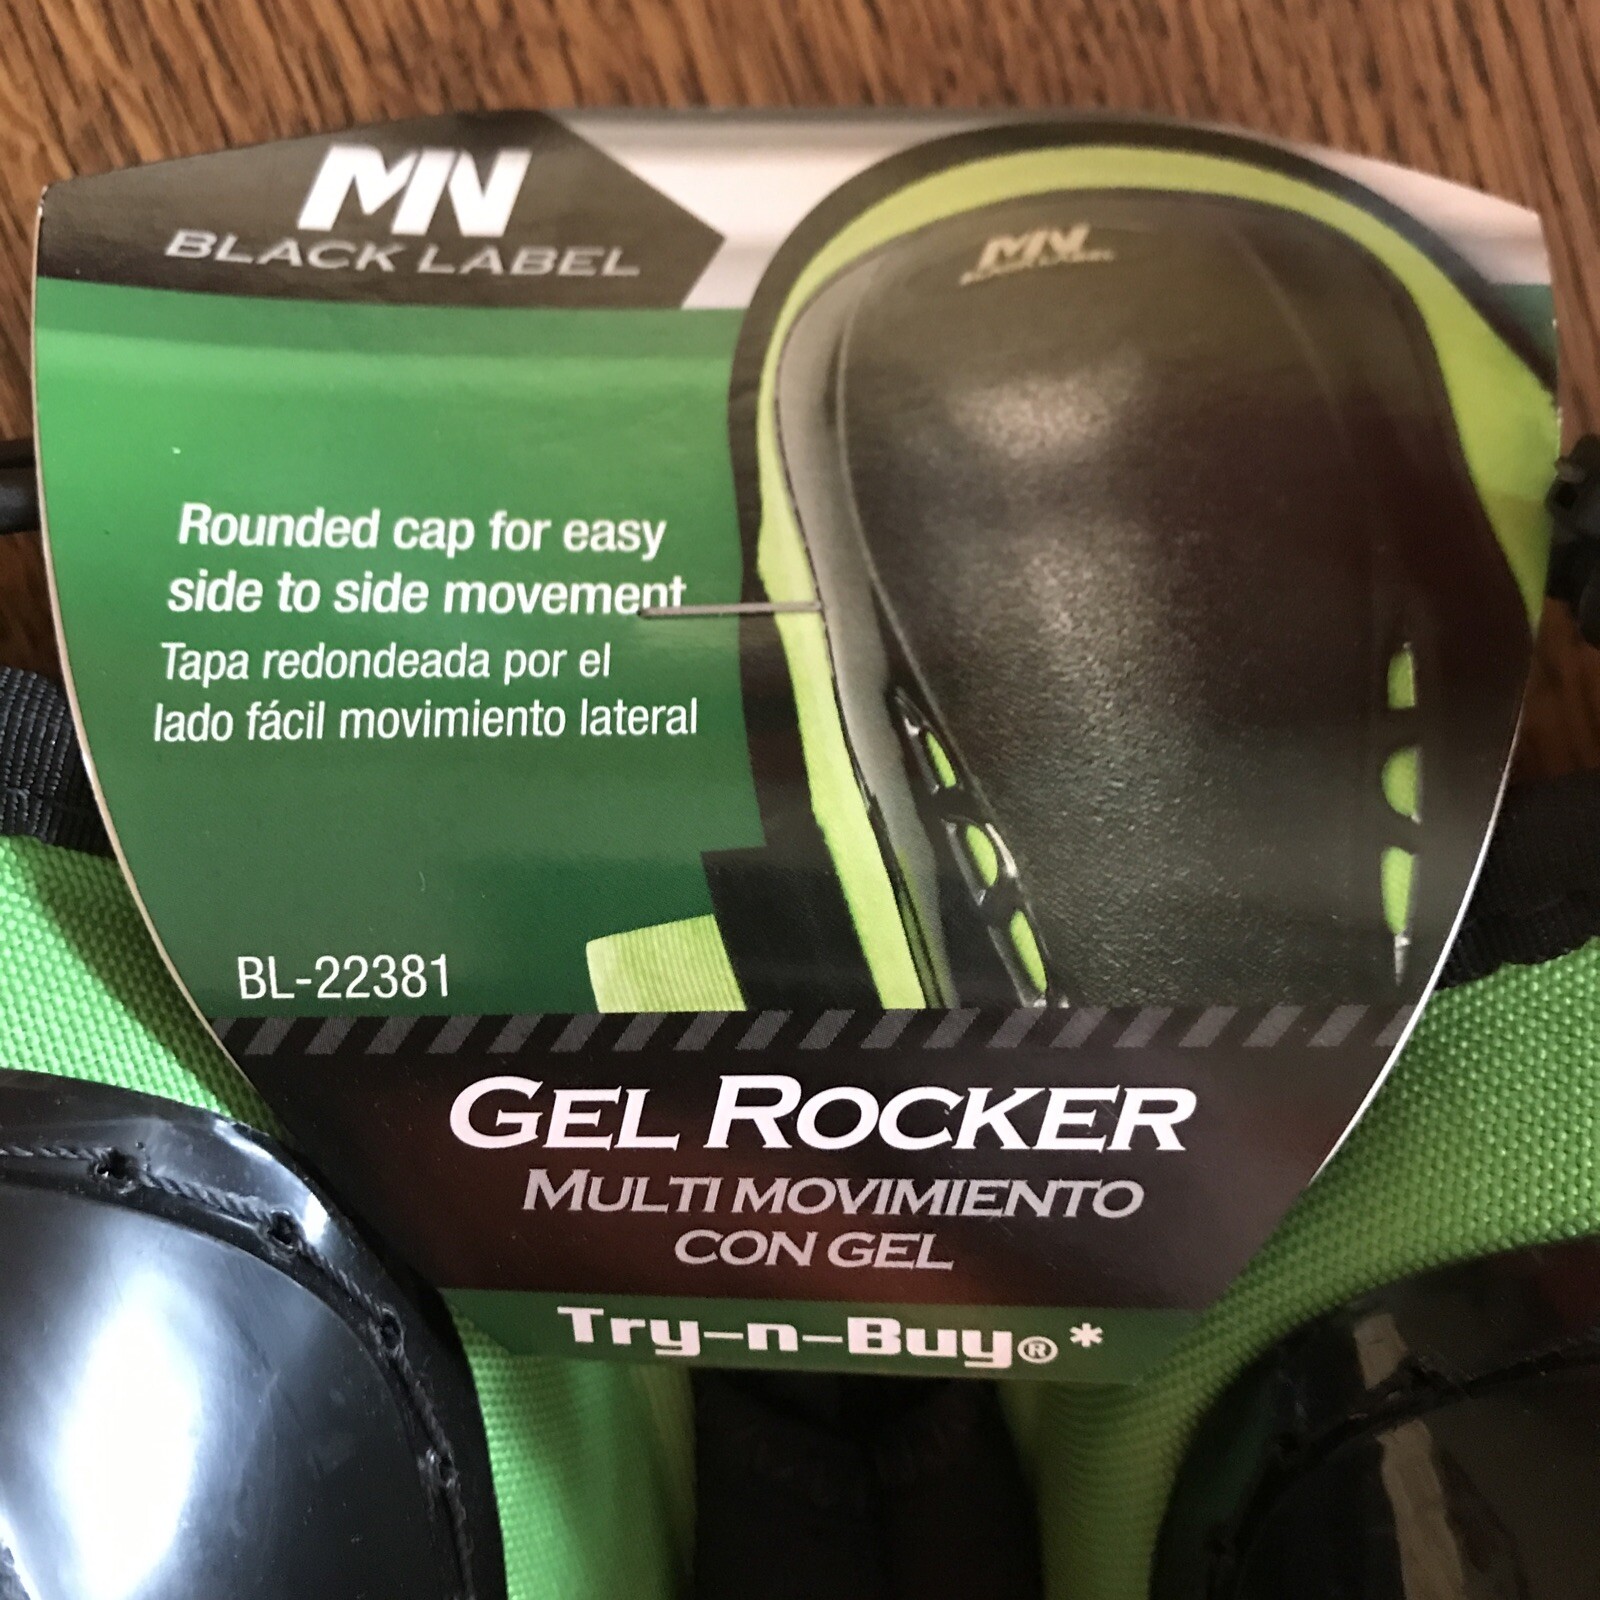 MN
BLACK LABEL
MN
Rounded cap for easy
side to side movement
Tapa redondeada por el
lado fácil movimiento lateral
BL-22381
GEL ROCKER
MULTI MOVIMIENTO
CON GEL
Try-n-Buy®*